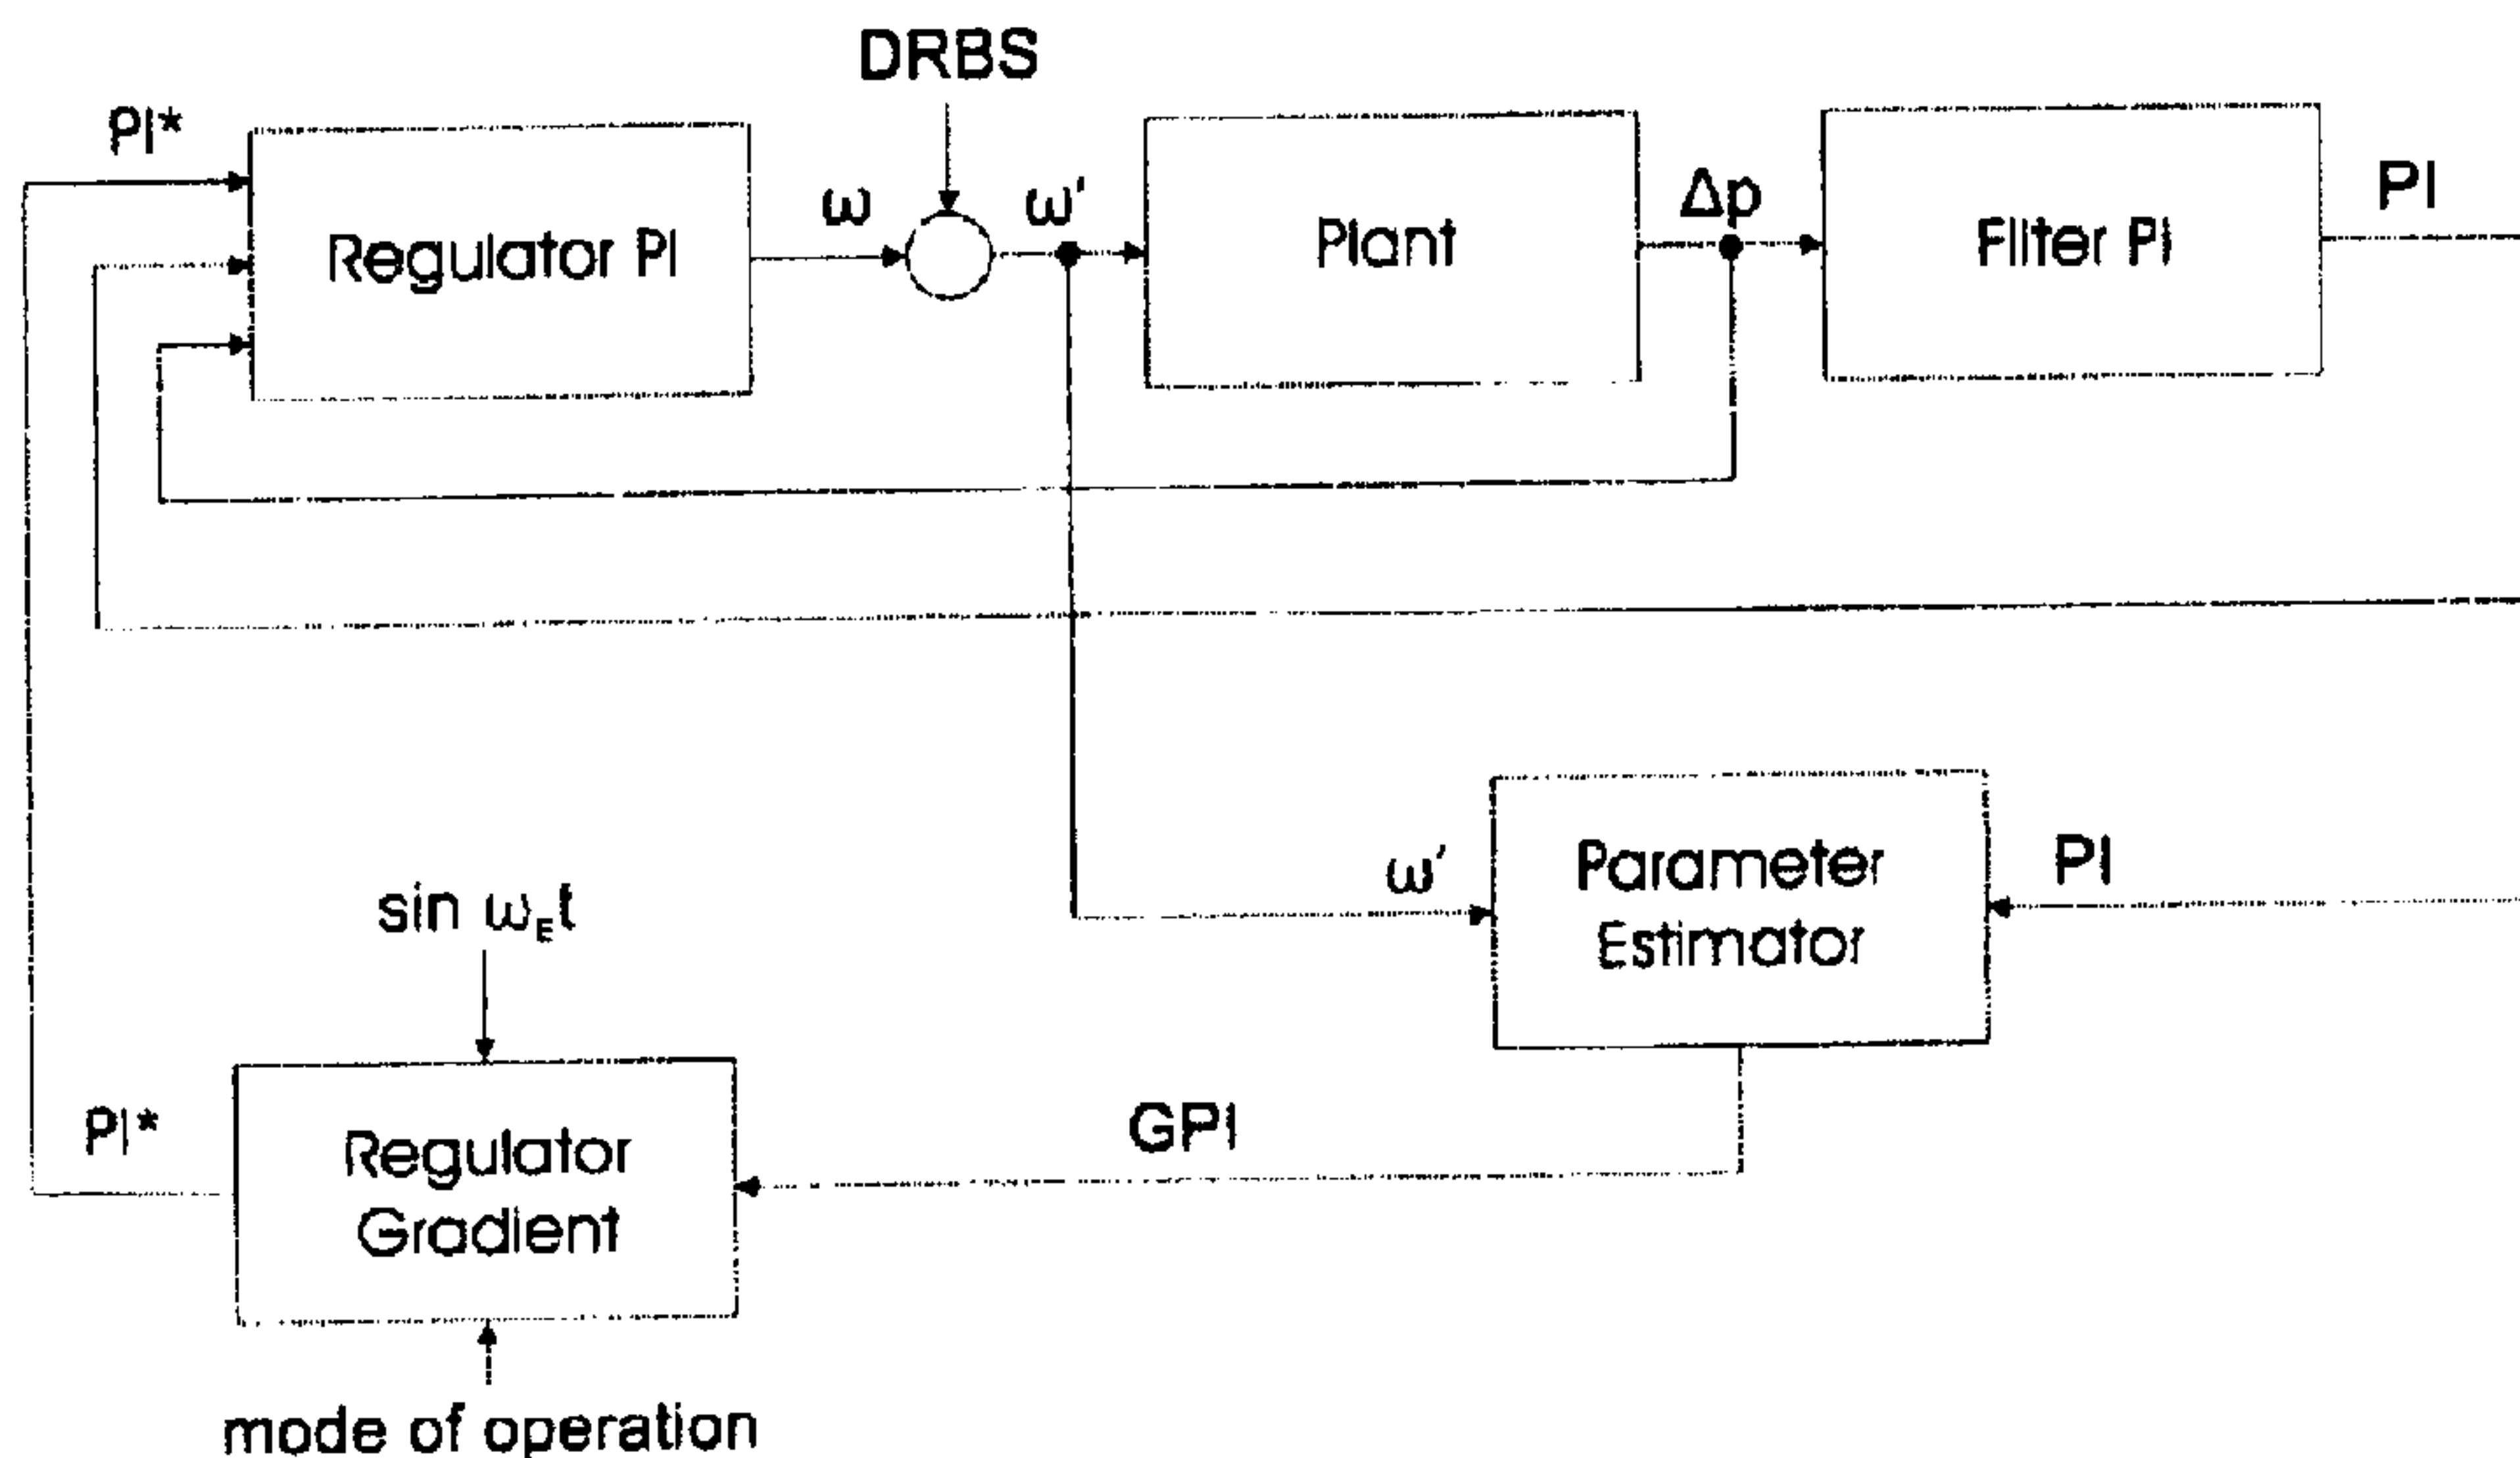 DRBS
PI*
Regulator PI
ω
ω'
Plant
Δp
Filter PI
PI
sin ω_E t
ω'
Parameter
Estimator
PI
PI*
Regulator
Gradient
GPI
mode of operation